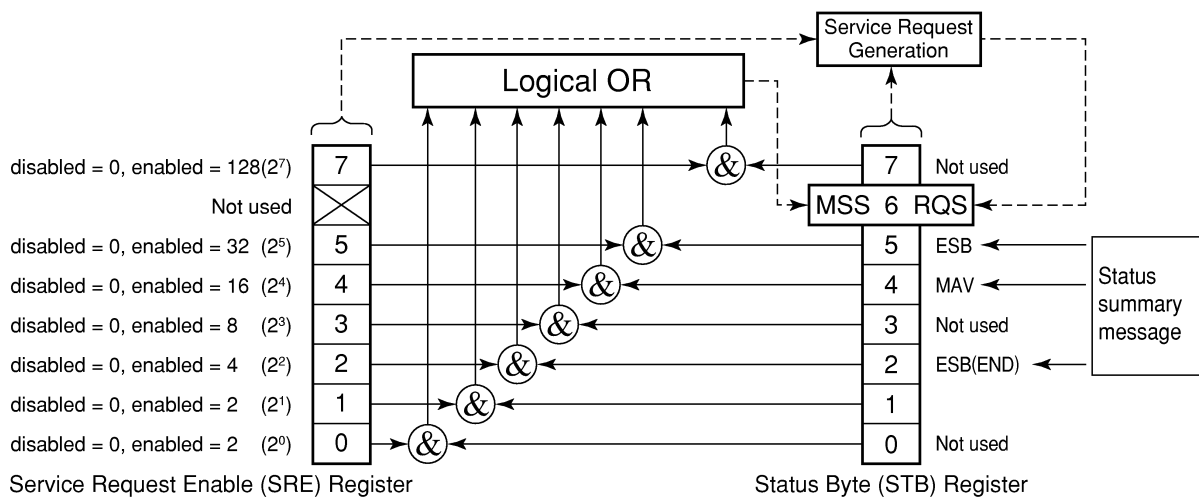 Service Request
Generation
Logical OR
disabled = 0, enabled = 128(2⁷) 7 & 7 Not used
Not used MSS 6 RQS
disabled = 0, enabled = 32 (2⁵) 5 & 5 ESB
disabled = 0, enabled = 16 (2⁴) 4 & 4 MAV
disabled = 0, enabled = 8 (2³) 3 & 3 Not used
disabled = 0, enabled = 4 (2²) 2 & 2 ESB(END)
disabled = 0, enabled = 2 (2¹) 1 & 1
disabled = 0, enabled = 2 (2⁰) 0 & 0 Not used
Status
summary
message
Service Request Enable (SRE) Register
Status Byte (STB) Register